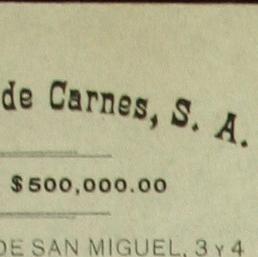 de Carnes, S. A.
$500,000.00
DE SAN MIGUEL, 3 Y 4